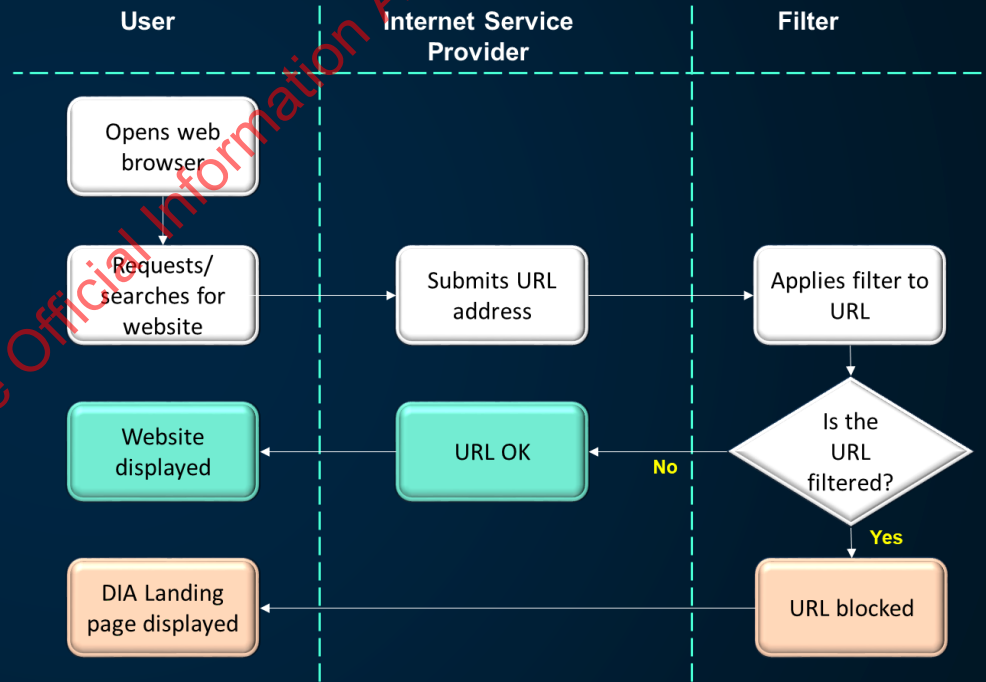 User
Internet Service
Provider
Filter
Opens web
browser
Requests/
searches for
website
Submits URL
address
Applies filter to
URL
Website
displayed
URL OK
No
Is the
URL
filtered?
Yes
DIA Landing
page displayed
URL blocked
Official Information